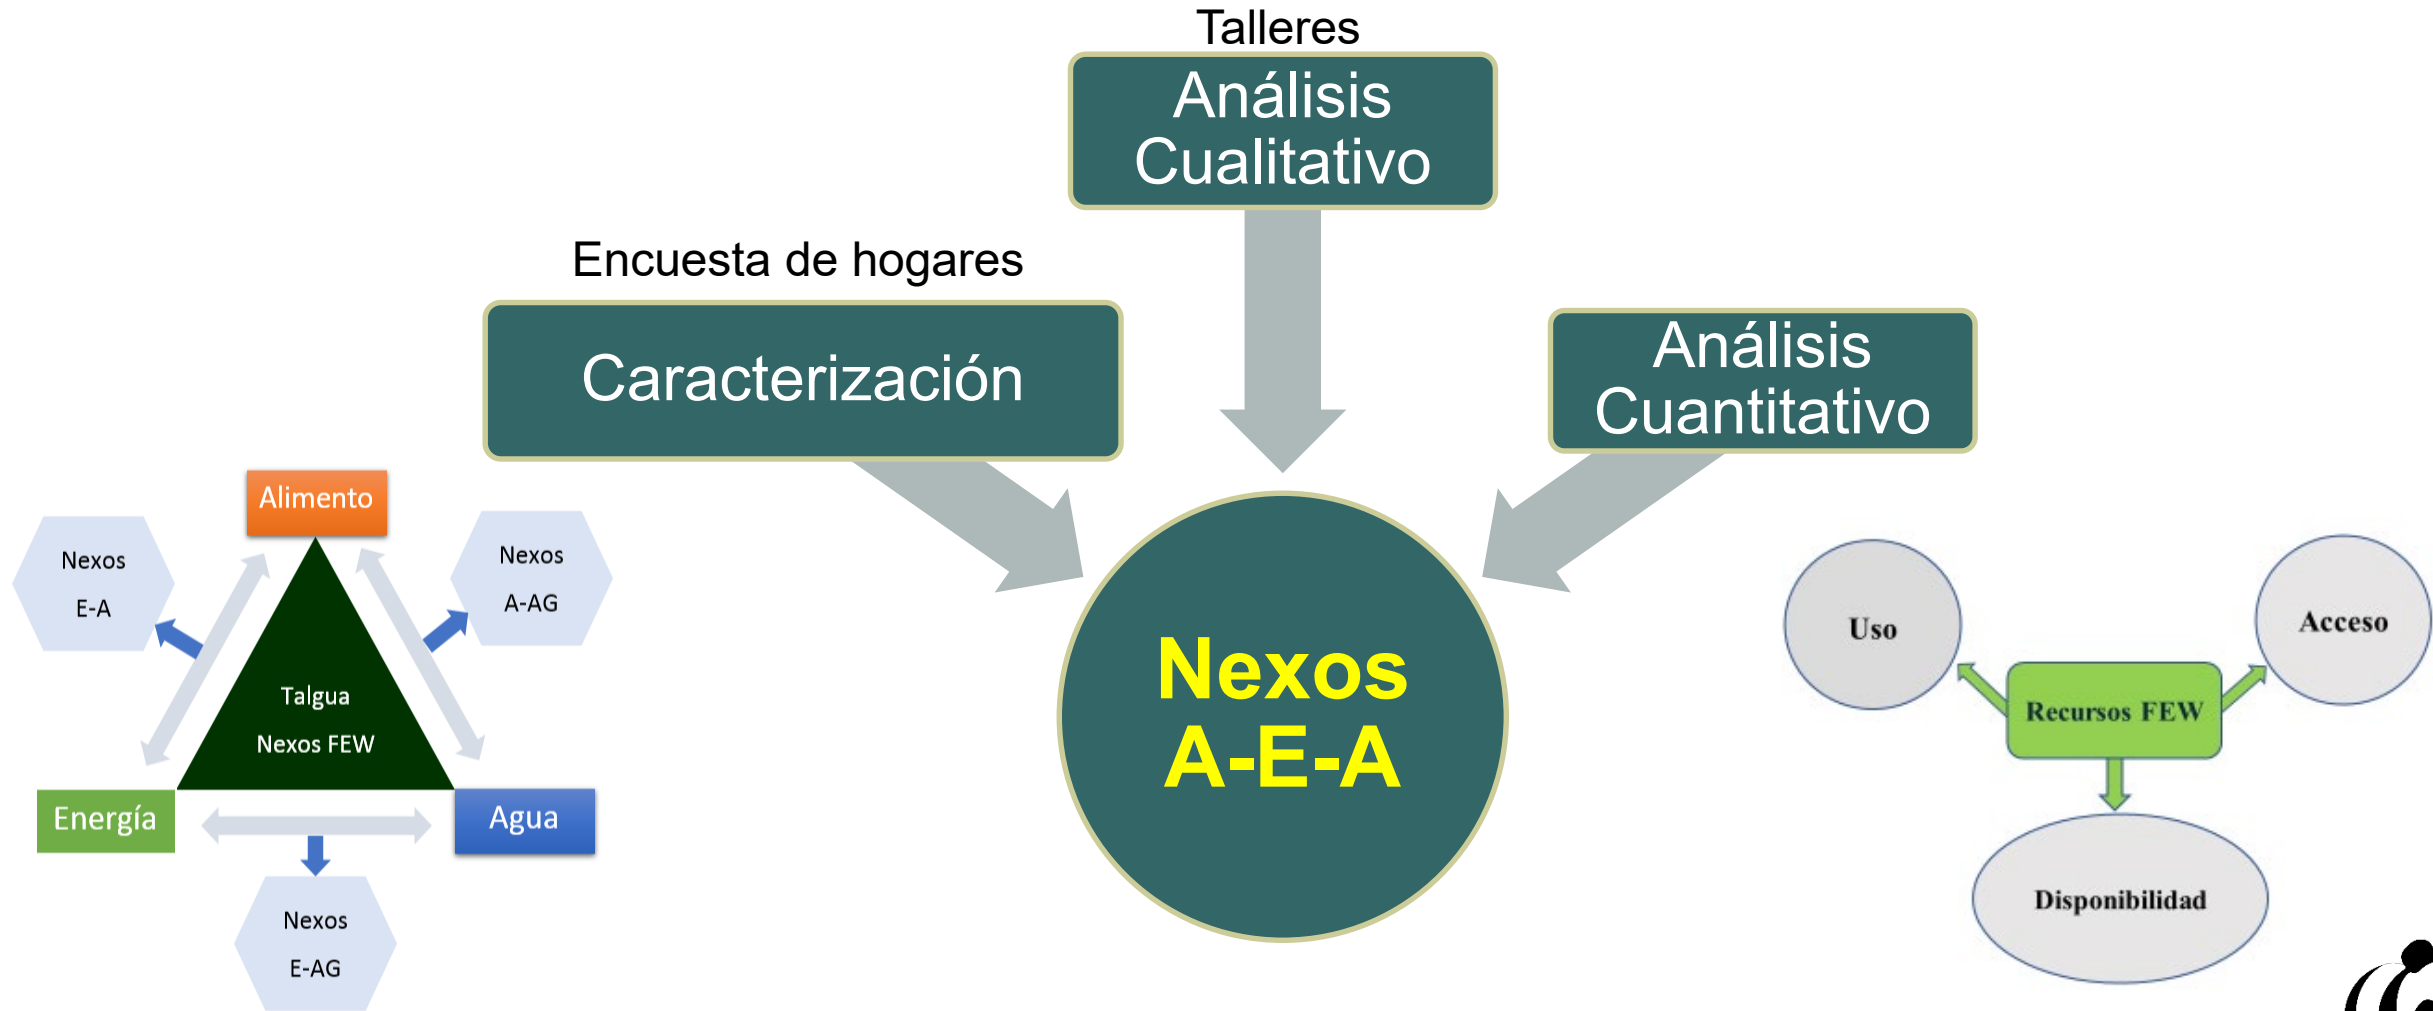 Talleres
Análisis
Cualitativo
Encuesta de hogares
Caracterización
Análisis
Cuantitativo
Nexos
A-E-A
Alimento
Nexos
E-A
Nexos
A-AG
Talgua
Nexos FEW
Energía
Agua
Nexos
E-AG
Uso
Acceso
Recursos FEW
Disponibilidad